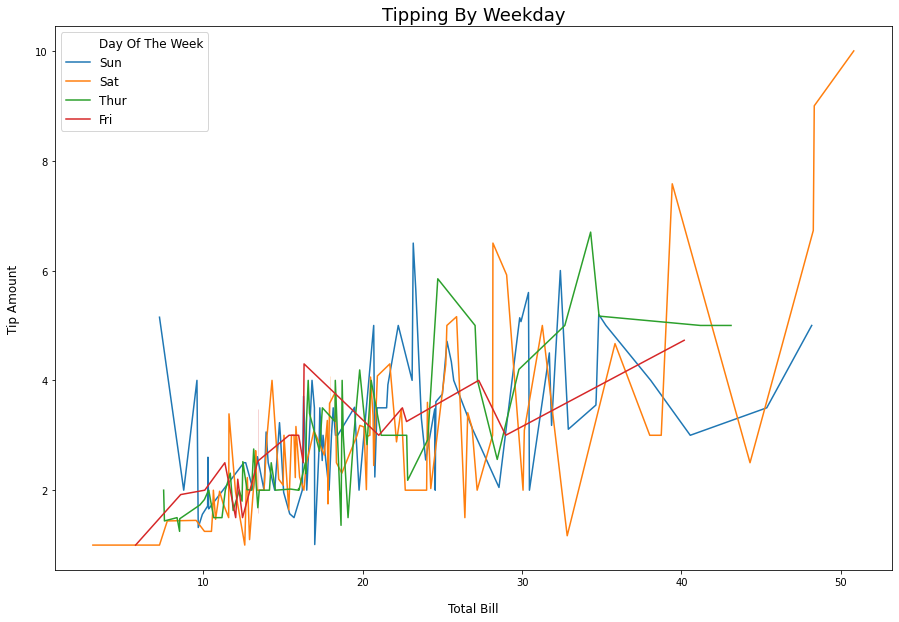 Tipping By Weekday
Day Of The Week
Sun
Sat
Thur
Fri
10
8
6
4
2
Tip Amount
10 20 30 40 50
Total Bill